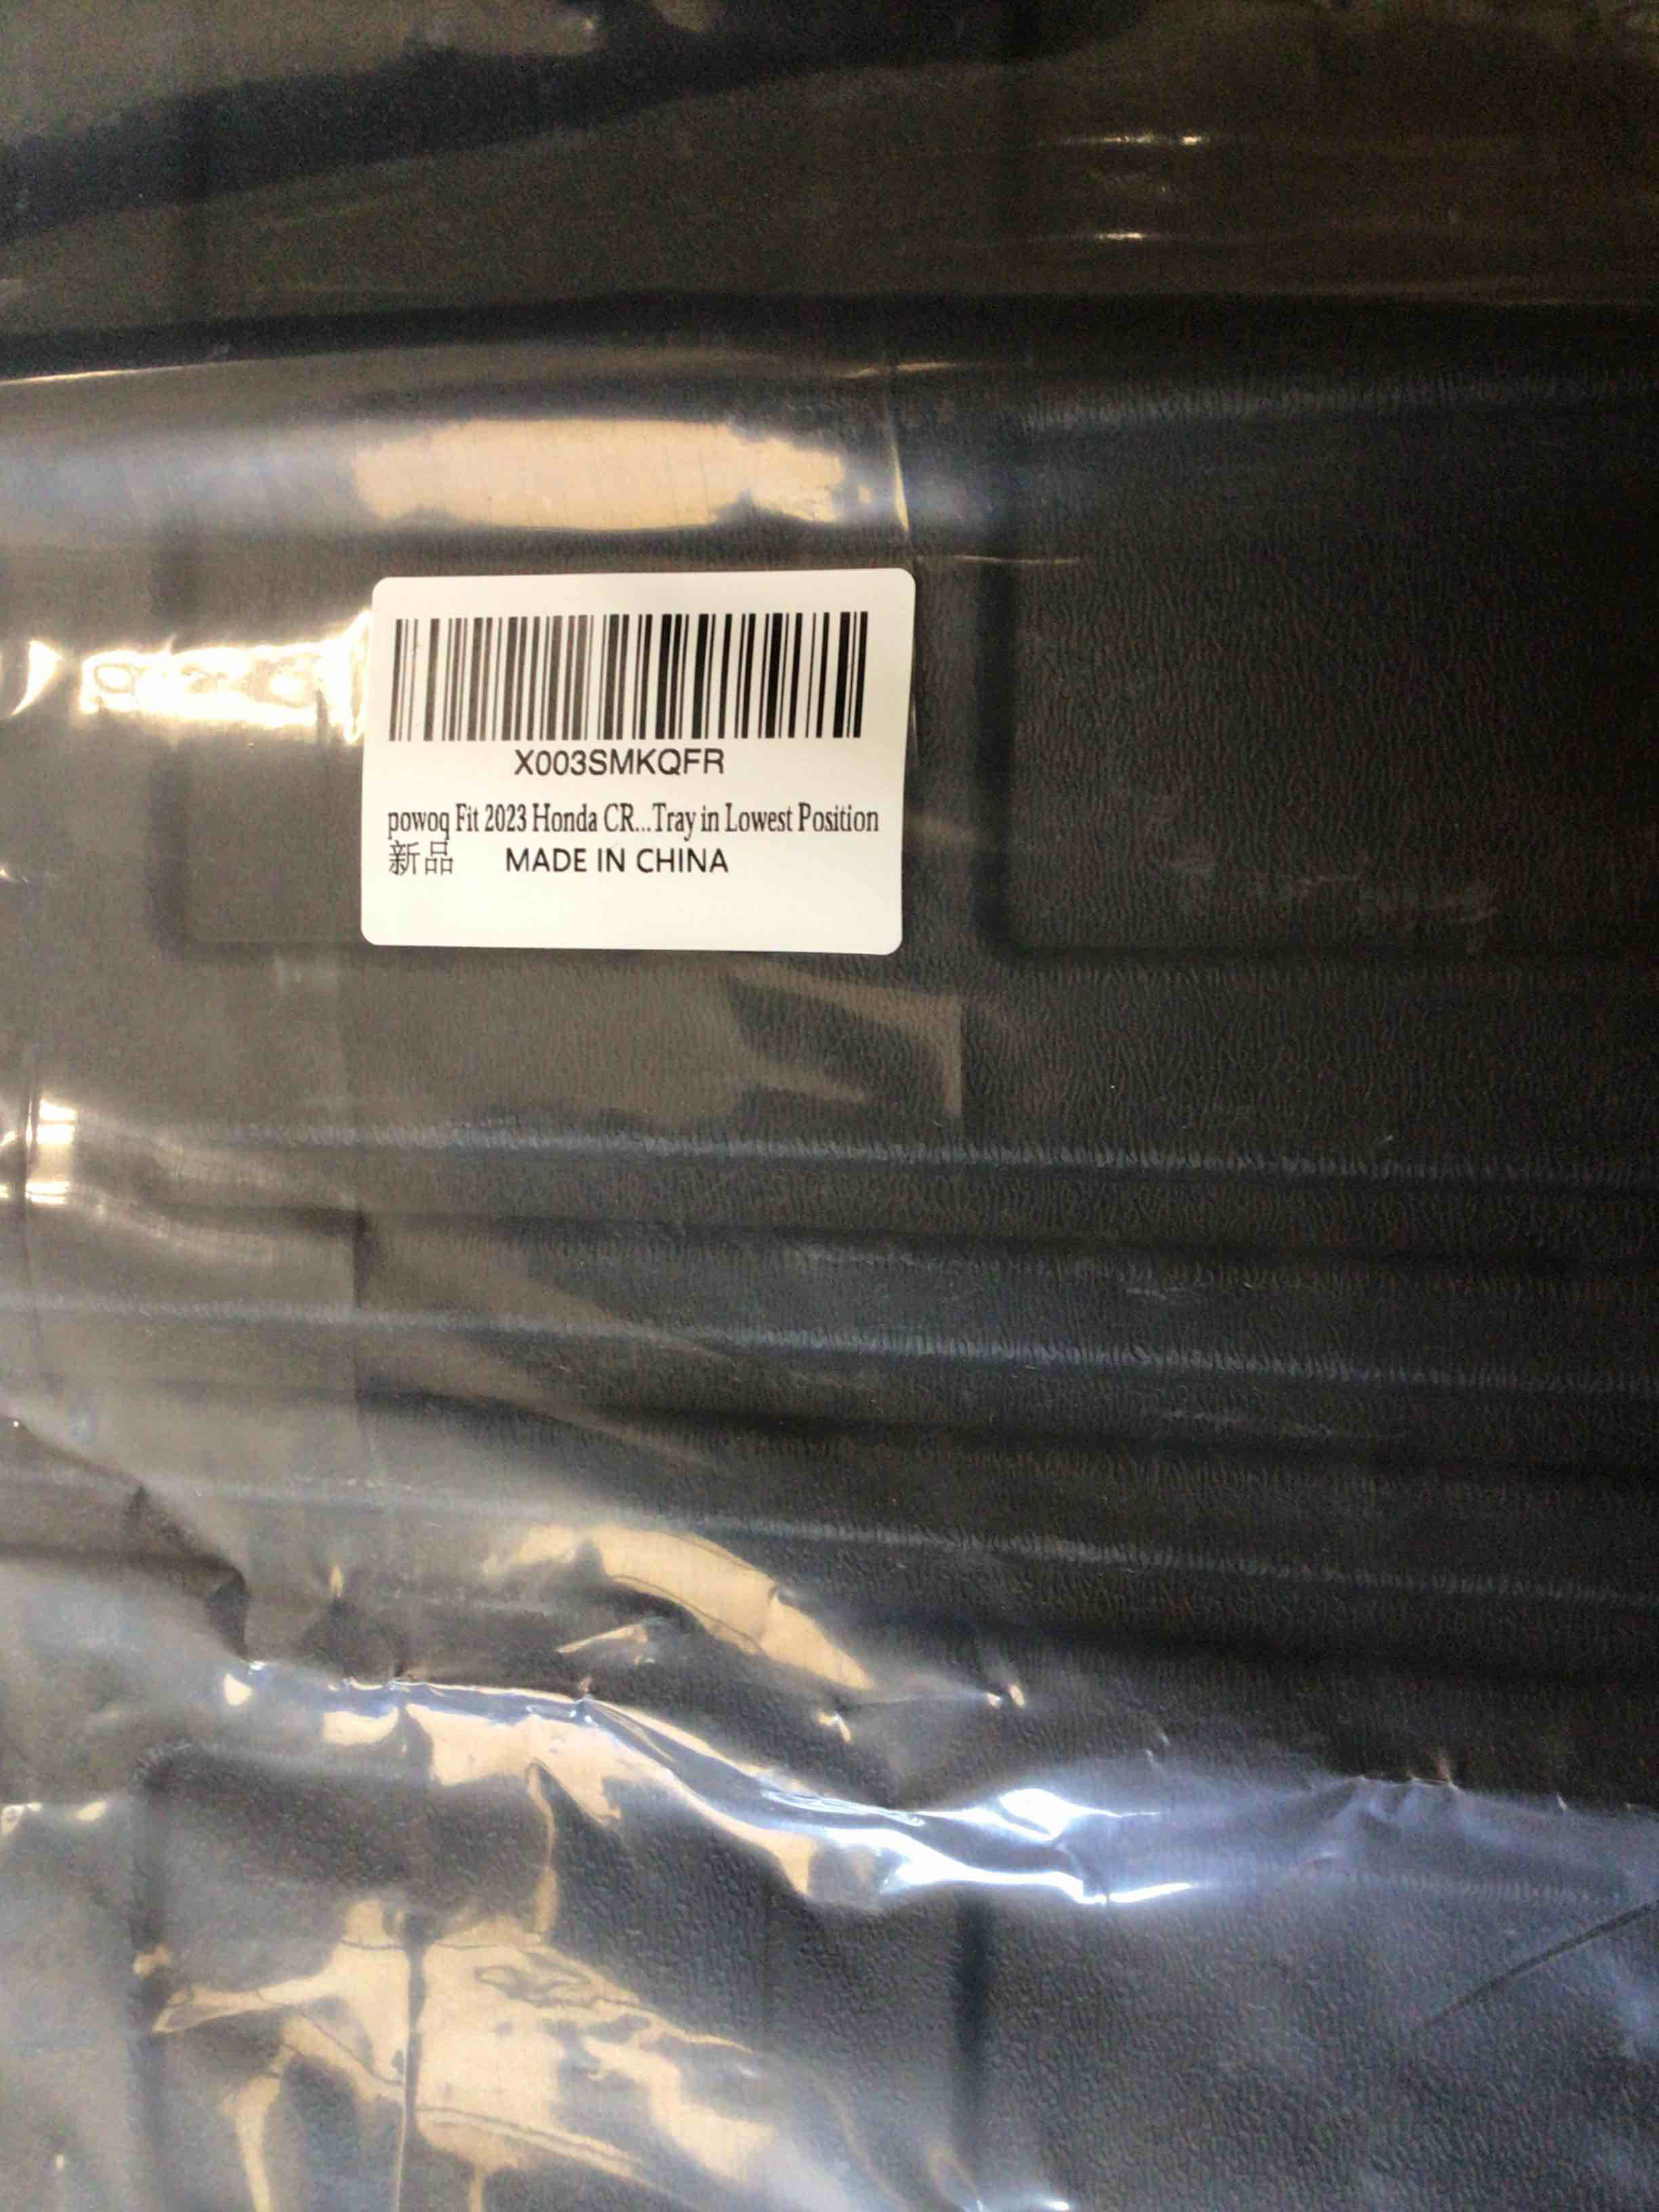 X003SMKQFR
powoq Fit 2023 Honda CR...Tray in Lowest Position
新品 MADE IN CHINA